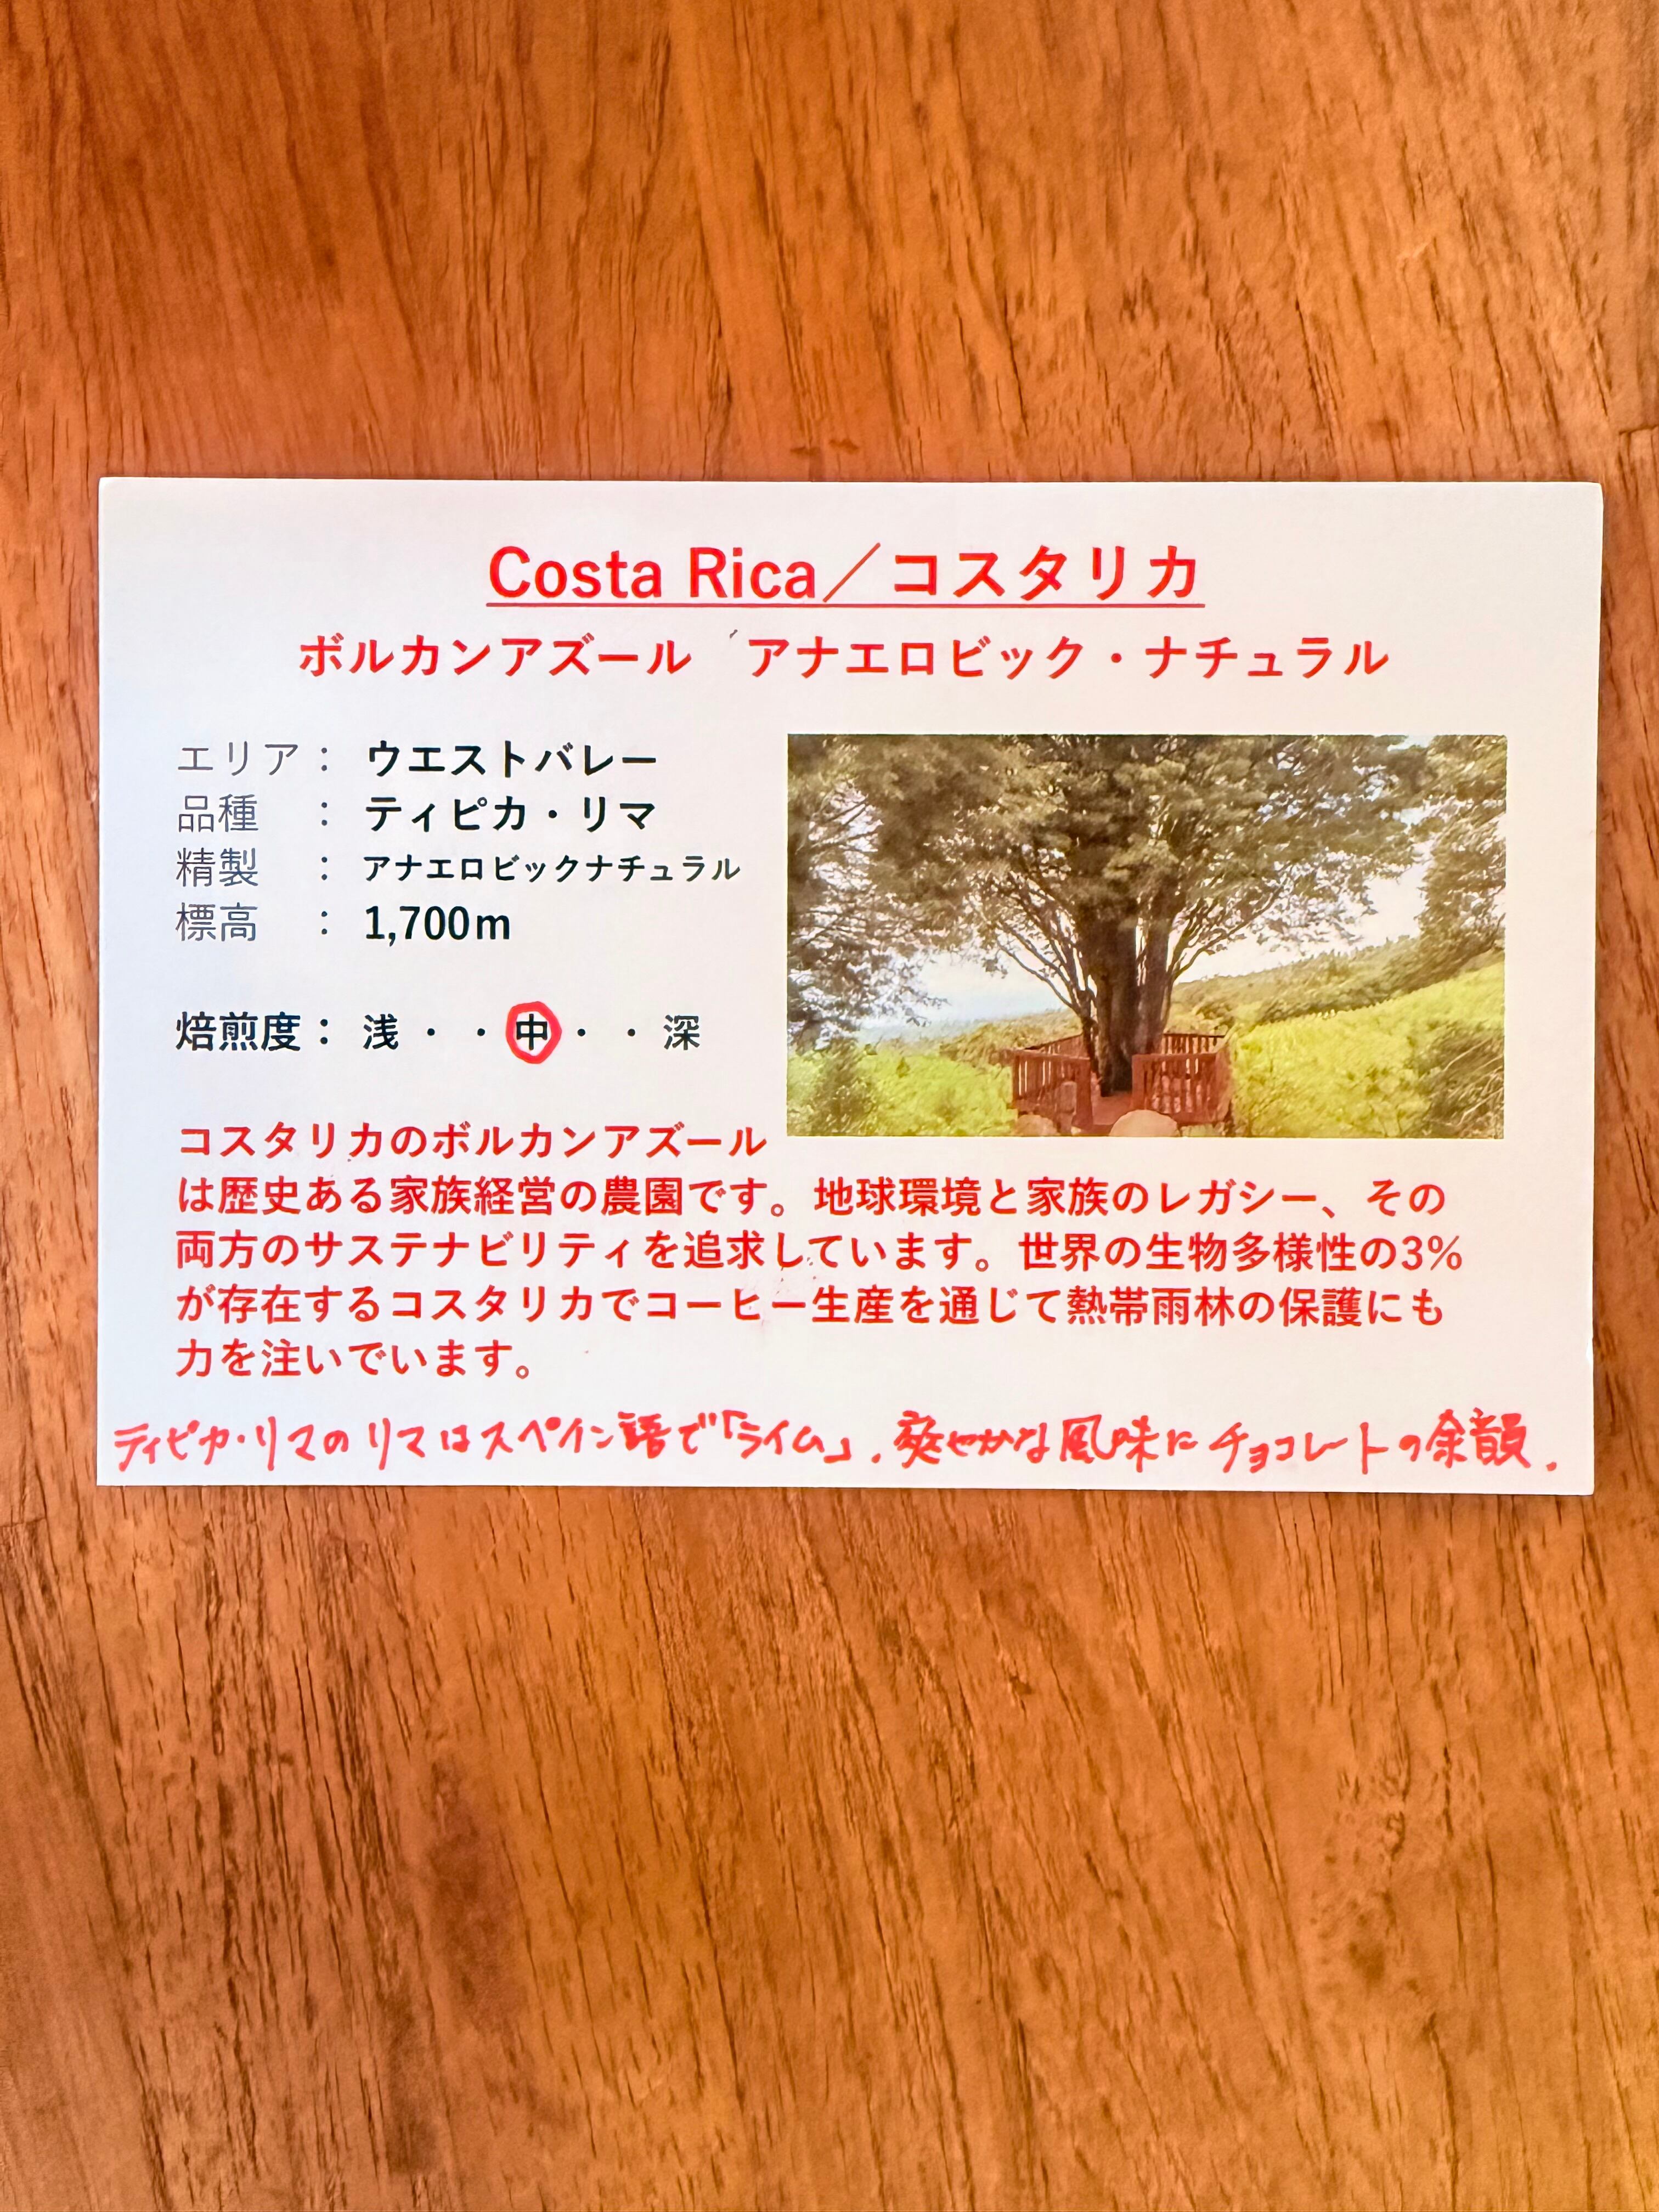 Costa Rica／コスタリカ
ボルカンアズール　アナエロビック・ナチュラル
エリア： ウエストバレー
品種　： ティピカ・リマ
精製　： アナエロビックナチュラル
標高　： 1,700m
焙煎度： 浅・・中・・深
コスタリカのボルカンアズール
は歴史ある家族経営の農園です。地球環境と家族のレガシー、その
両方のサステナビリティを追求しています。世界の生物多様性の3%
が存在するコスタリカでコーヒー生産を通じて熱帯雨林の保護にも
力を注いでいます。
ティピカ・リマのリマはスペイン語で「ライム」．爽やかな風味にチョコレートの余韻．